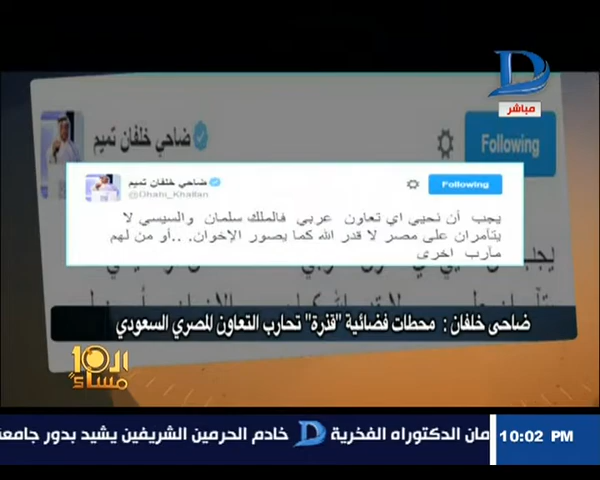 مباشر
ضاحي خلفان تميم
Following
ضاحي خلفان تميم
@Dhahi_Khalfan
Following
يجب أن نحيي اي تعاون عربي فالملك سلمان والسيسي لا
يتآمران على مصر لا قدر الله كما يصور الإخوان. ..أو من لهم
مآرب اخرى
ضاحى خلفان : محطات فضائية "قذرة" تحارب التعاون المصري السعودي
الـ10 مساءً
مان الدكتوراه الفخرية
خادم الحرمين الشريفين يشيد بدور جامعة
10:02 PM